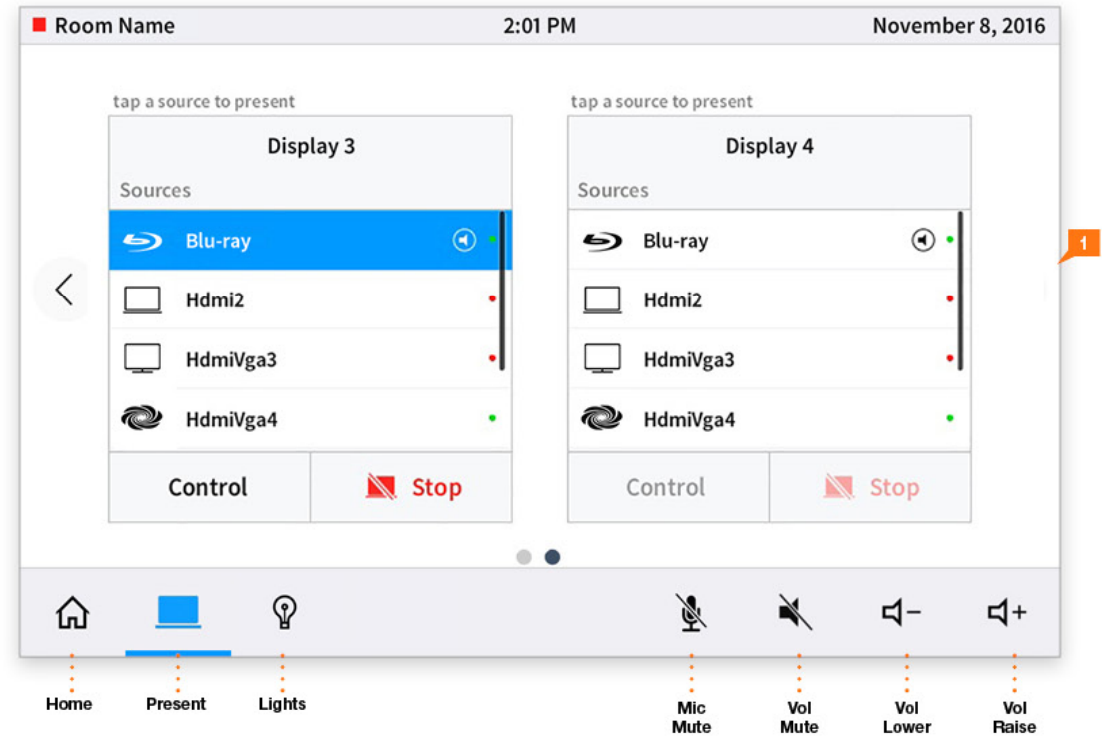 Room Name 2:01 PM November 8, 2016
tap a source to present tap a source to present
Display 3 Display 4
Sources Sources
Blu-ray Blu-ray
1
Hdmi2 Hdmi2
HdmiVga3 HdmiVga3
HdmiVga4 HdmiVga4
Control Stop Control Stop
Home Present Lights Mic Mute Vol Mute Vol Lower Vol Raise